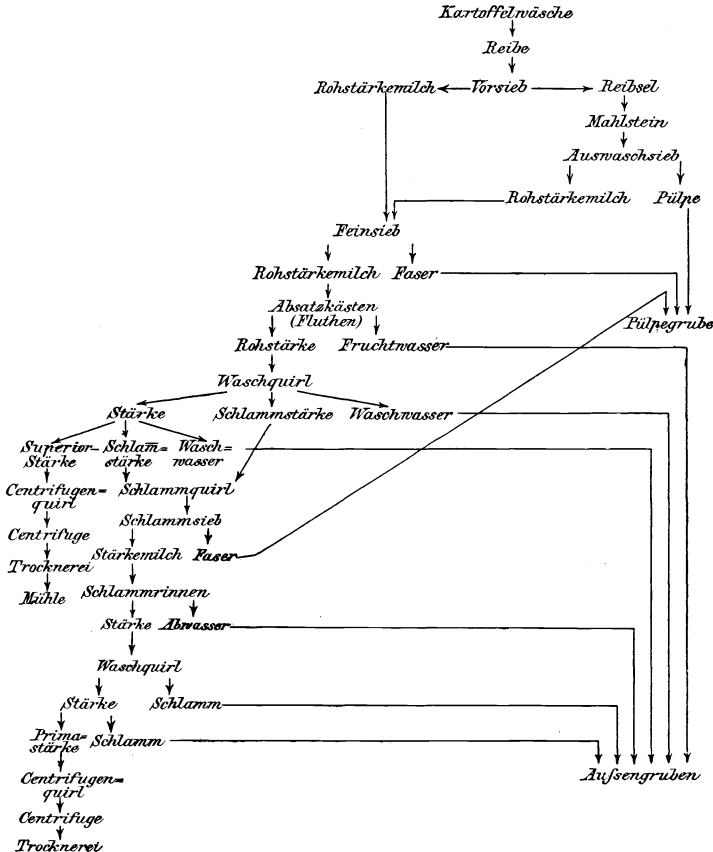 Kartoffelwäsche
Reibe
Rohstärkemilch Vorsieb Reibsel
Mahlstein
Auswaschsieb
Rohstärkemilch Pülpe
Feinsieb
Rohstärkemilch Faser
Absatzkästen
(Fluthen)
Pülpegrube
Rohstärke Fruchtwasser
Waschquirl
Stärke Schlammstärke Waschwasser
Superior- Schlam̅= Wasch=
Stärke stärke wasser
Centrifugen= Schlammquirl
quirl
Schlammsieb
Centrifuge
Stärkemilch Faser
Trocknerei
Schlammrinnen
Mühle
Stärke Abwasser
Waschquirl
Stärke Schlamm
Prima= Schlamm
stärke
Centrifugen= Außengruben
quirl
Centrifuge
Trocknerei